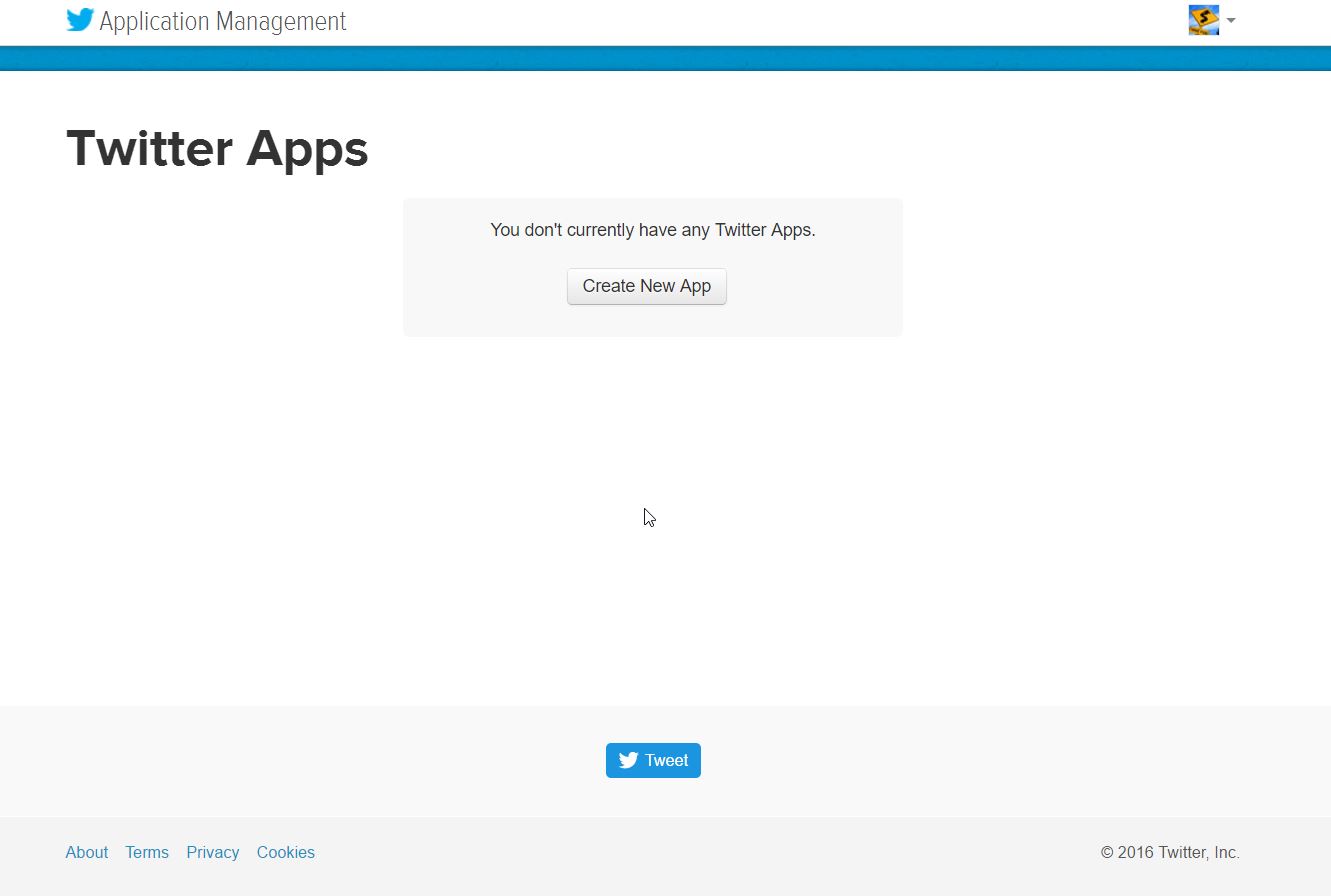 Application Management
Twitter Apps
You don't currently have any Twitter Apps.
Create New App
Tweet
About Terms Privacy Cookies © 2016 Twitter, Inc.